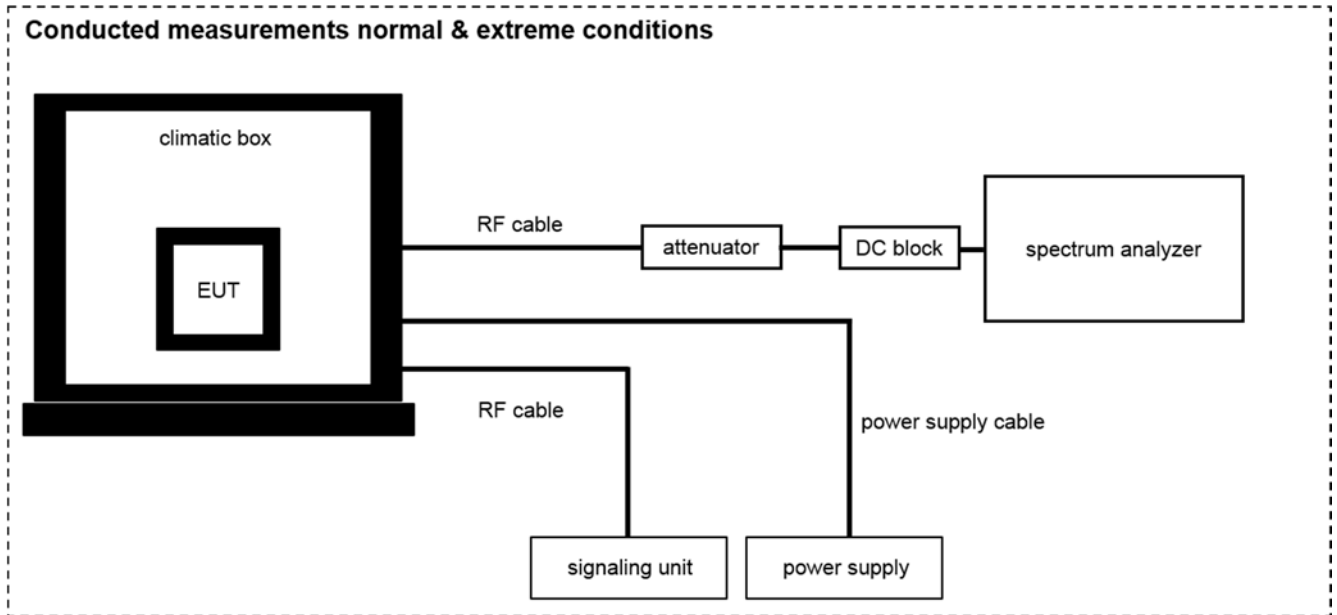 Conducted measurements normal & extreme conditions
climatic box
RF cable
attenuator
DC block
spectrum analyzer
EUT
RF cable
power supply cable
signaling unit
power supply